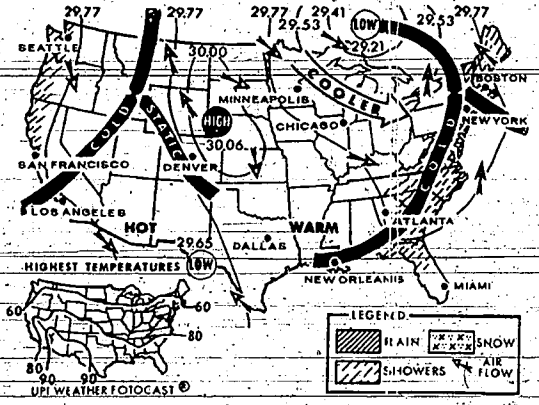 29.77 29.77 29.77 29.41 29.53 29.77
29.53
LOW
SEATTLE
30.00
29.21
COOLER
BOSTON
MINNEAPOLIS
COLD
STATIC
HIGH
CHICAGO
NEW YORK
30.06
COLD
SAN FRANCISCO
DENVER
LOS ANGELES
ATLANTA
HOT
WARM
29.65
DALLAS
HIGHEST TEMPERATURES
LOW
NEW ORLEANS
MIAMI
LEGEND
RAIN
SNOW
SHOWERS
AIR FLOW
60
60
80
80
90
90
UPI WEATHER FOTOCAST ®